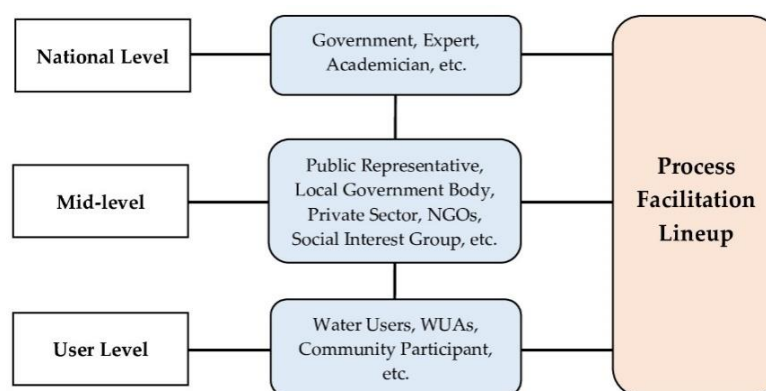 National Level
Government, Expert,
Academician, etc.
Mid-level
Public Representative,
Local Government Body,
Private Sector, NGOs,
Social Interest Group, etc.
User Level
Water Users, WUAs,
Community Participant,
etc.
Process
Facilitation
Lineup